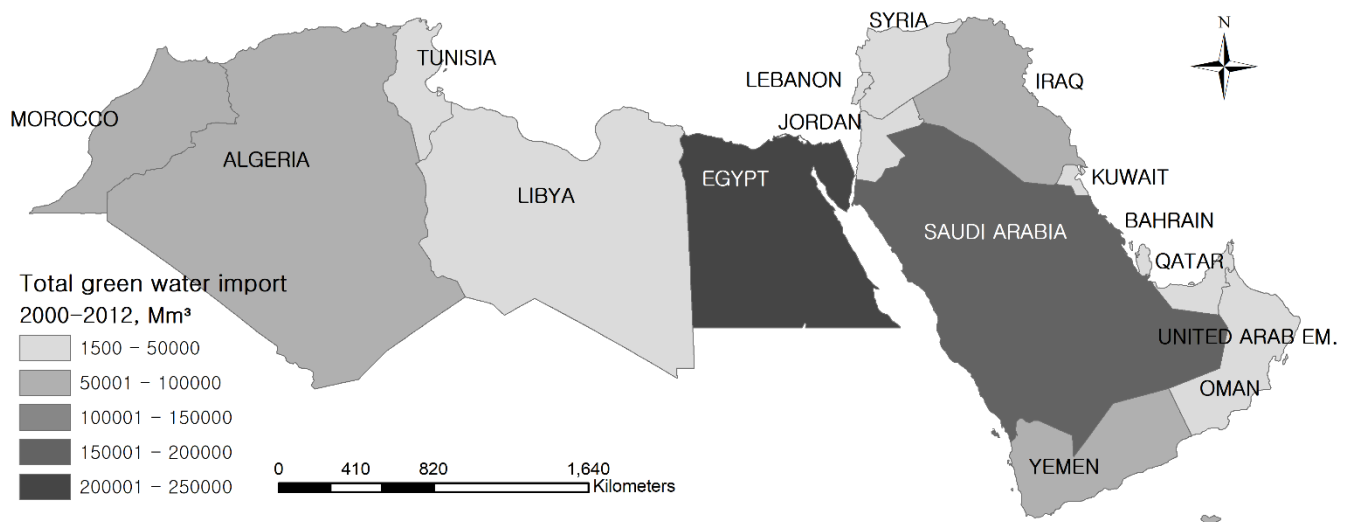 SYRIA
N
TUNISIA
LEBANON
IRAQ
MOROCCO
JORDAN
ALGERIA
EGYPT
KUWAIT
LIBYA
BAHRAIN
SAUDI ARABIA
QATAR
Total green water import
2000-2012, Mm³
1500 - 50000
50001 - 100000
100001 - 150000
150001 - 200000
200001 - 250000
UNITED ARAB EM.
OMAN
YEMEN
0 410 820 1,640
Kilometers